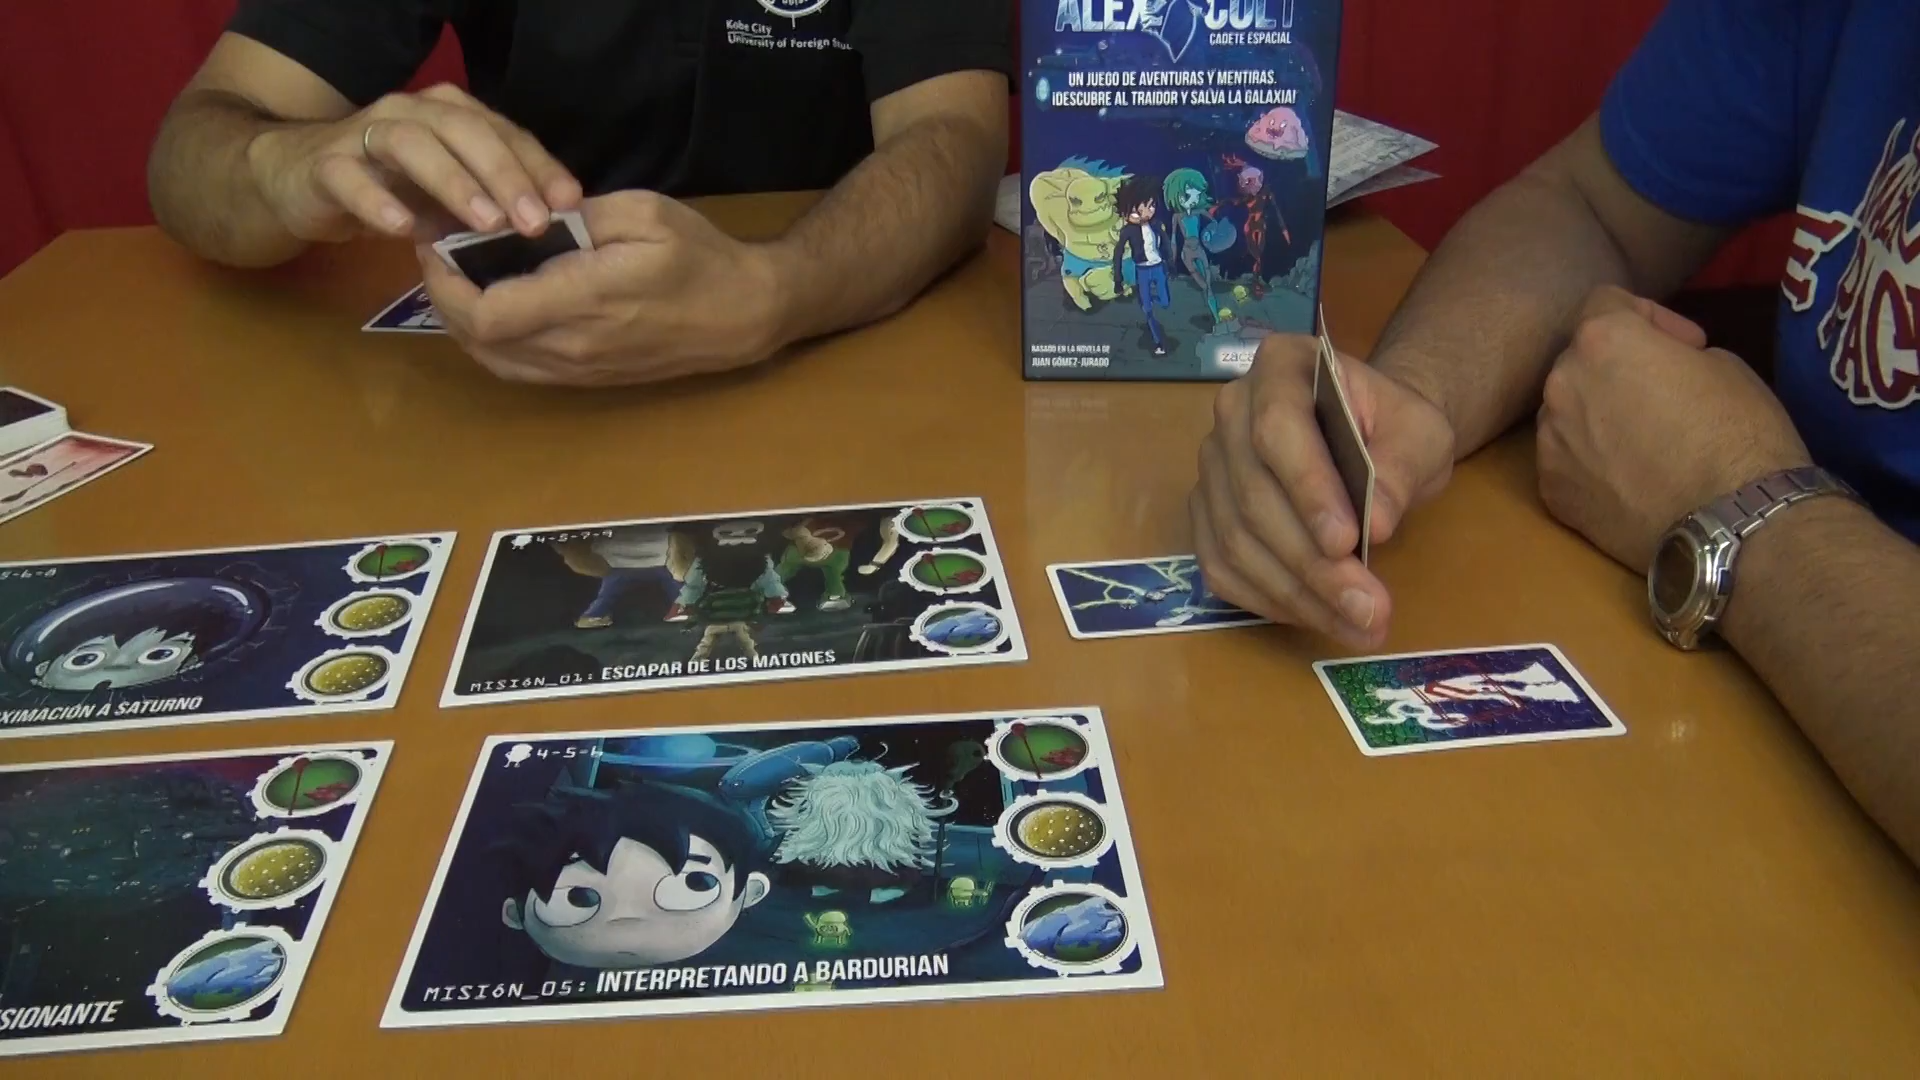 Kobe City
University of Foreign
ALEX COLT
CADETE ESPACIAL
UN JUEGO DE AVENTURAS Y MENTIRAS.
¡DESCUBRE AL TRAIDOR Y SALVA LA GALAXIA!
BASADO EN LA NOVELA DE
JUAN GÓMEZ-JURADO
zaca
5-6-8
XIMACIÓN A SATURNO
4-5-7-9
MISIÓN_01: ESCAPAR DE LOS MATONES
4-5-6
MISIÓN_05: INTERPRETANDO A BARDURIAN
SIONANTE